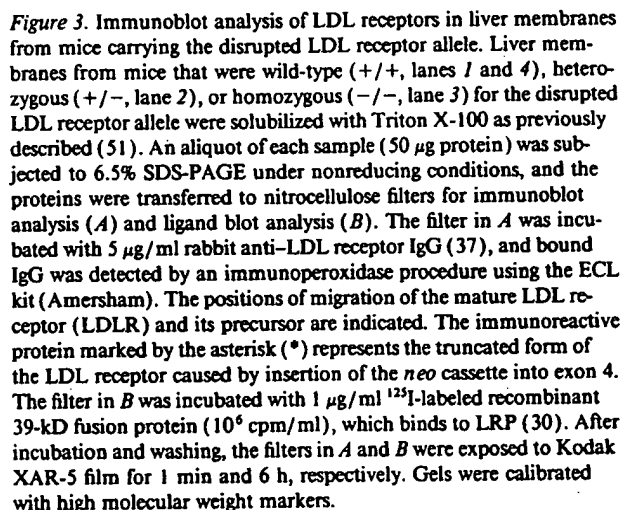 Figure 3. Immunoblot analysis of LDL receptors in liver membranes
from mice carrying the disrupted LDL receptor allele. Liver mem-
branes from mice that were wild-type (+/+, lanes 1 and 4), hetero-
zygous (+/−, lane 2), or homozygous (−/−, lane 3) for the disrupted
LDL receptor allele were solubilized with Triton X-100 as previously
described (51). An aliquot of each sample (50 μg protein) was sub-
jected to 6.5% SDS-PAGE under nonreducing conditions, and the
proteins were transferred to nitrocellulose filters for immunoblot
analysis (A) and ligand blot analysis (B). The filter in A was incu-
bated with 5 μg/ml rabbit anti–LDL receptor IgG (37), and bound
IgG was detected by an immunoperoxidase procedure using the ECL
kit (Amersham). The positions of migration of the mature LDL re-
ceptor (LDLR) and its precursor are indicated. The immunoreactive
protein marked by the asterisk (*) represents the truncated form of
the LDL receptor caused by insertion of the neo cassette into exon 4.
The filter in B was incubated with 1 μg/ml ¹²⁵I-labeled recombinant
39-kD fusion protein (10⁶ cpm/ml), which binds to LRP (30). After
incubation and washing, the filters in A and B were exposed to Kodak
XAR-5 film for 1 min and 6 h, respectively. Gels were calibrated
with high molecular weight markers.